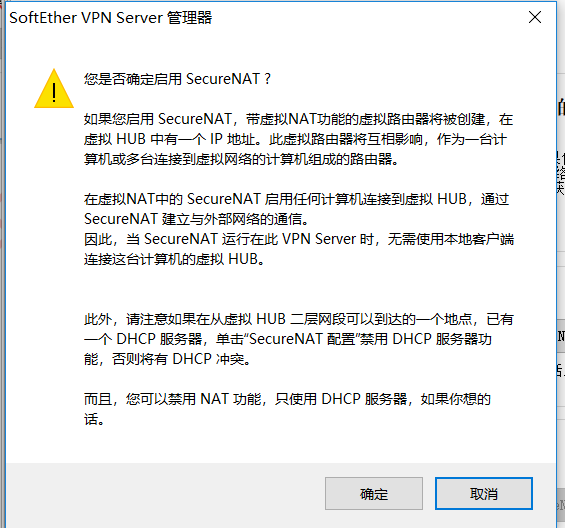 SoftEther VPN Server 管理器
您是否确定启用 SecureNAT ?
如果您启用 SecureNAT，带虚拟NAT功能的虚拟路由器将被创建，在
虚拟 HUB 中有一个 IP 地址。此虚拟路由器将互相影响，作为一台计
算机或多台连接到虚拟网络的计算机组成的路由器。
在虚拟NAT中的 SecureNAT 启用任何计算机连接到虚拟 HUB，通过
SecureNAT 建立与外部网络的通信。
因此，当 SecureNAT 运行在此 VPN Server 时，无需使用本地客户端
连接这台计算机的虚拟 HUB。
此外，请注意如果在从虚拟 HUB 二层网段可以到达的一个地点，已有
一个 DHCP 服务器，单击“SecureNAT 配置”禁用 DHCP 服务器功
能，否则将有 DHCP 冲突。
而且，您可以禁用 NAT 功能，只使用 DHCP 服务器，如果你想的
话。
确定
取消